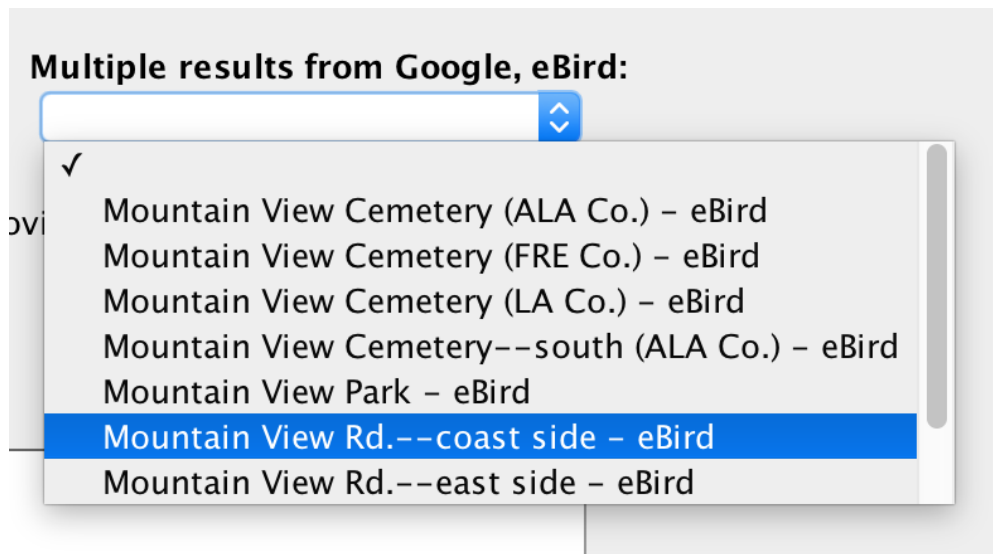 Multiple results from Google, eBird:
✓
Mountain View Cemetery (ALA Co.) – eBird
ovi
Mountain View Cemetery (FRE Co.) – eBird
Mountain View Cemetery (LA Co.) – eBird
Mountain View Cemetery--south (ALA Co.) – eBird
Mountain View Park – eBird
Mountain View Rd.--coast side – eBird
Mountain View Rd.--east side – eBird